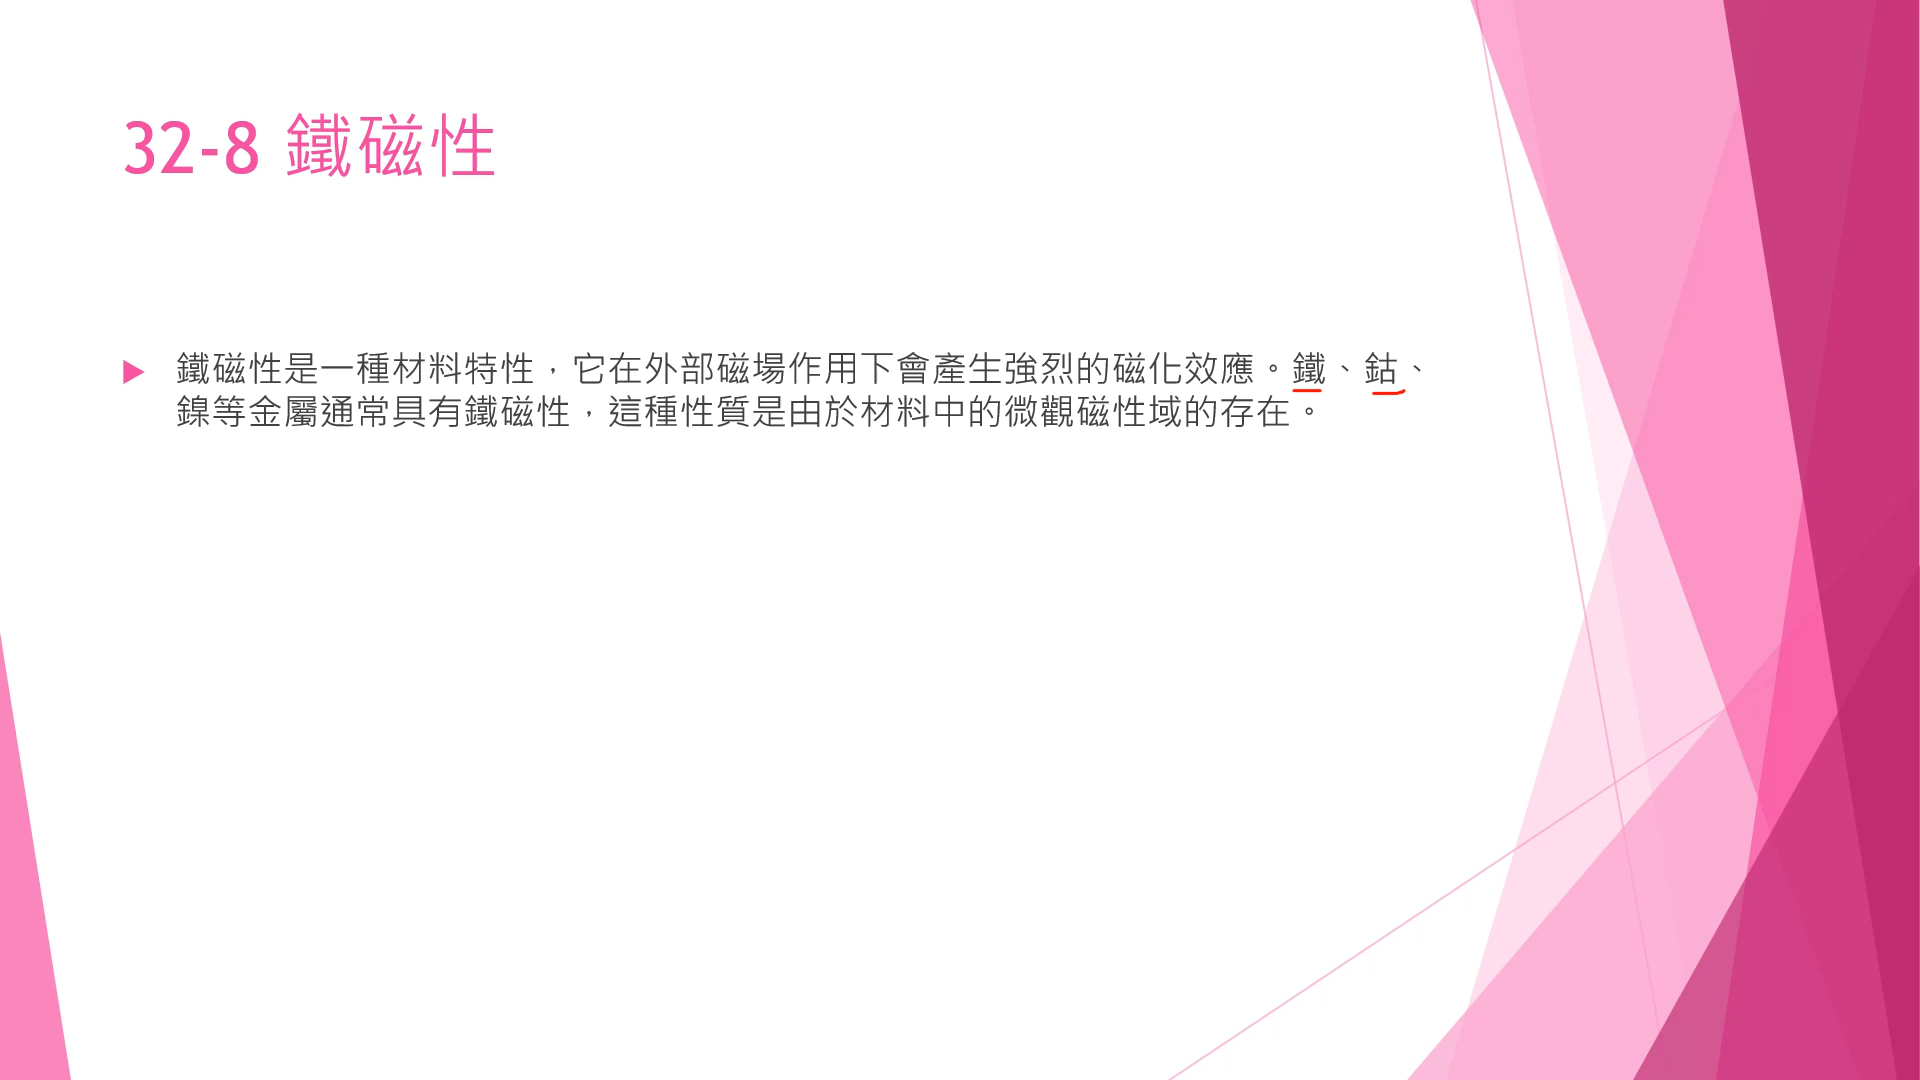 32-8 鐵磁性
鐵磁性是一種材料特性，它在外部磁場作用下會產生強烈的磁化效應。鐵、鈷、
鎳等金屬通常具有鐵磁性，這種性質是由於材料中的微觀磁性域的存在。